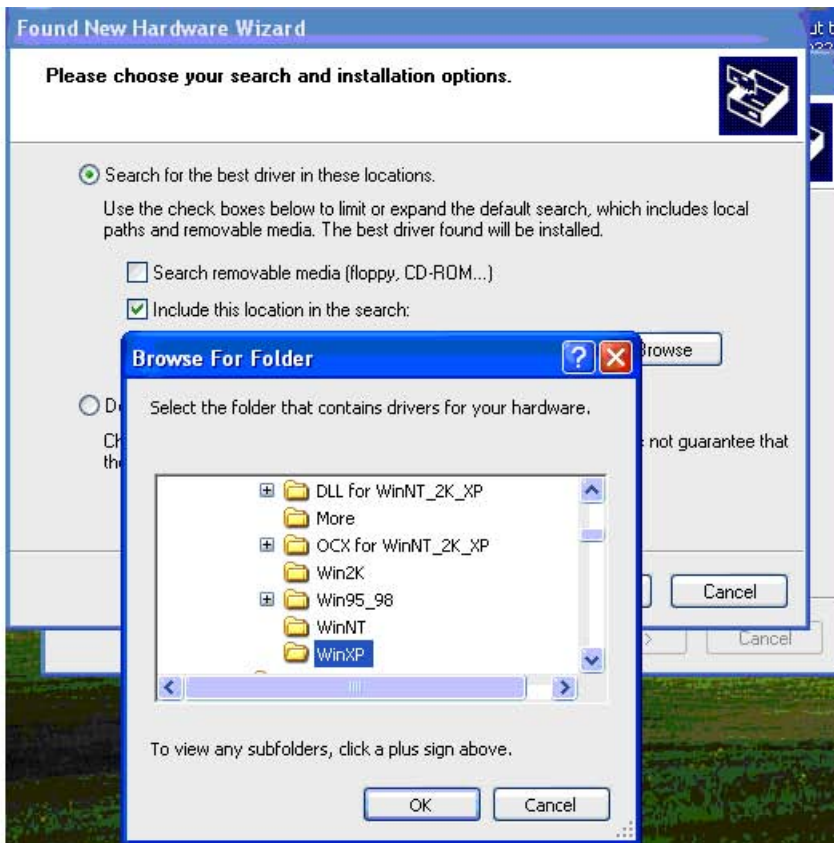 Found New Hardware Wizard
Please choose your search and installation options.
Search for the best driver in these locations.
Use the check boxes below to limit or expand the default search, which includes local
paths and removable media. The best driver found will be installed.
Search removable media (floppy, CD-ROM...)
Include this location in the search:
Browse For Folder
Browse
Select the folder that contains drivers for your hardware.
not guarantee that
DLL for WinNT_2K_XP
More
OCX for WinNT_2K_XP
Win2K
Win95_98
WinNT
WinXP
Cancel
Cancel
To view any subfolders, click a plus sign above.
OK
Cancel